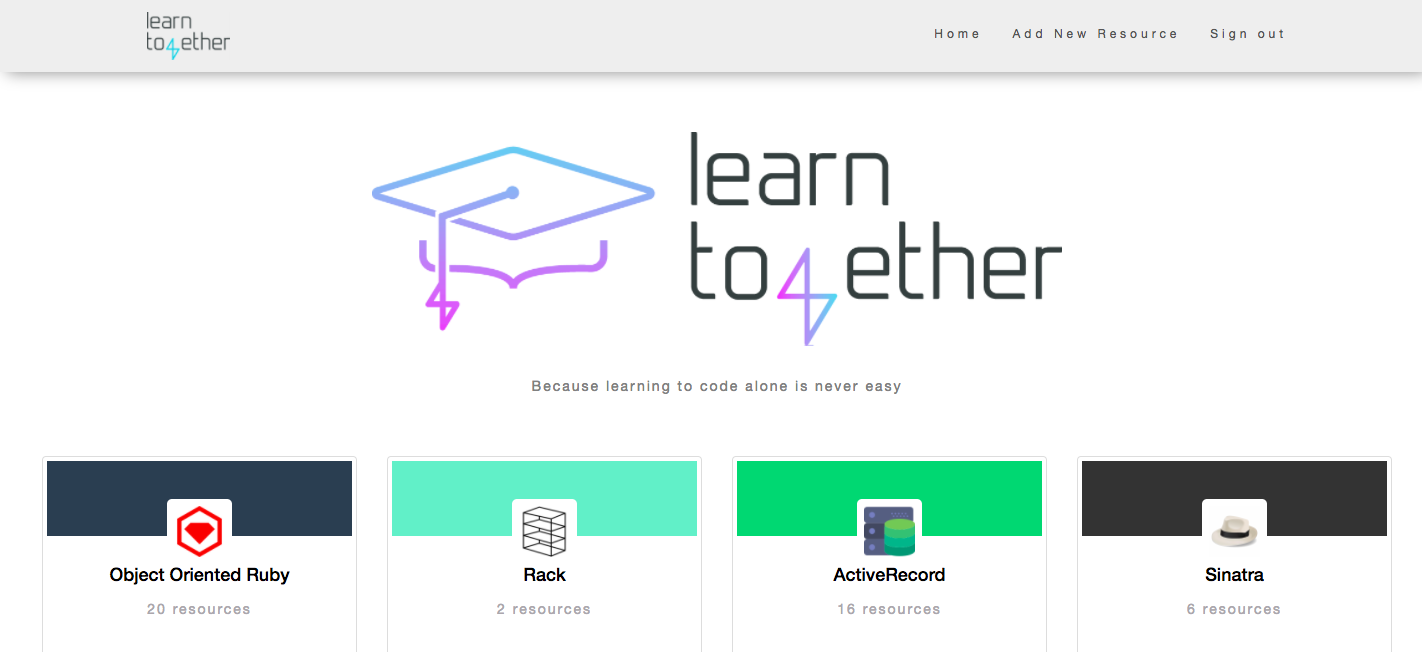 learn
to4ether
Home Add New Resource Sign out
learn
to4ether
Because learning to code alone is never easy
Object Oriented Ruby Rack ActiveRecord Sinatra
20 resources 2 resources 16 resources 6 resources